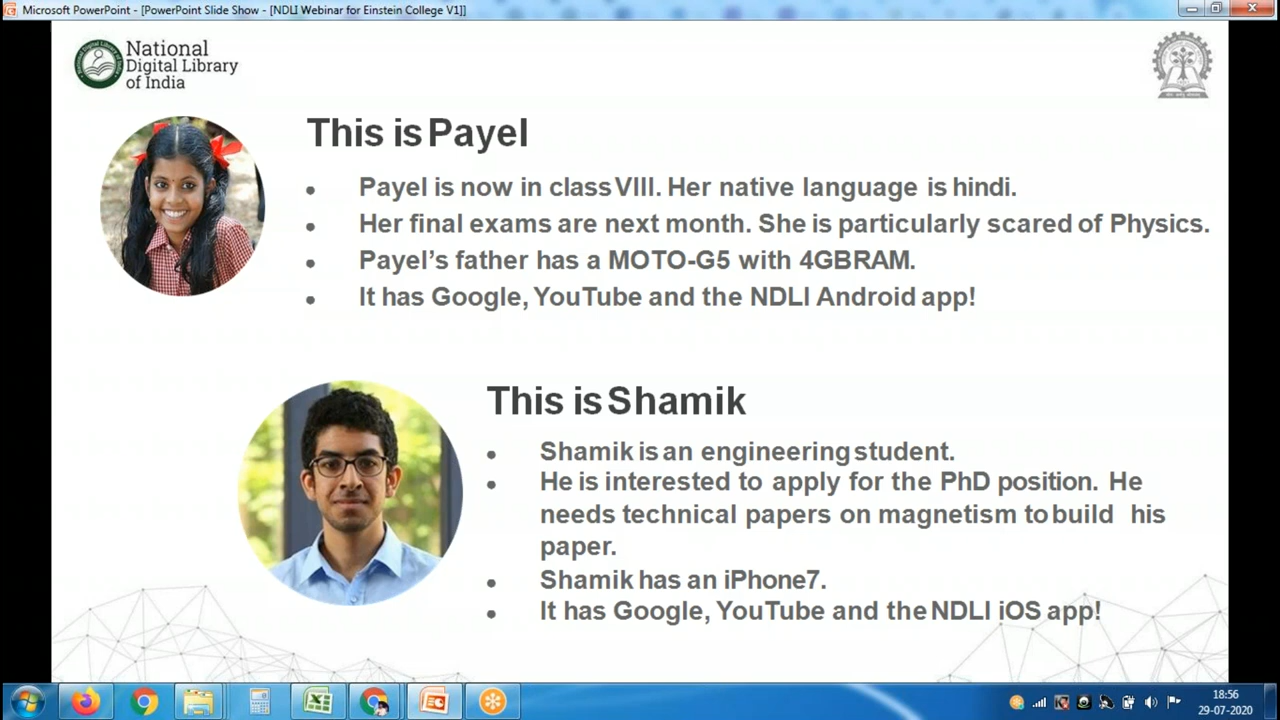 Microsoft PowerPoint - [PowerPoint Slide Show - [NDLI Webinar for Einstein College V1]]
National
Digital Library
of India
This is Payel
Payel is now in class VIII. Her native language is hindi.
Her final exams are next month. She is particularly scared of Physics.
Payel's father has a MOTO-G5 with 4GBRAM.
It has Google, YouTube and the NDLI Android app!
This is Shamik
Shamik is an engineering student.
He is interested to apply for the PhD position. He
needs technical papers on magnetism to build his
paper.
Shamik has an iPhone7.
It has Google, YouTube and the NDLI iOS app!
18:56
29-07-2020